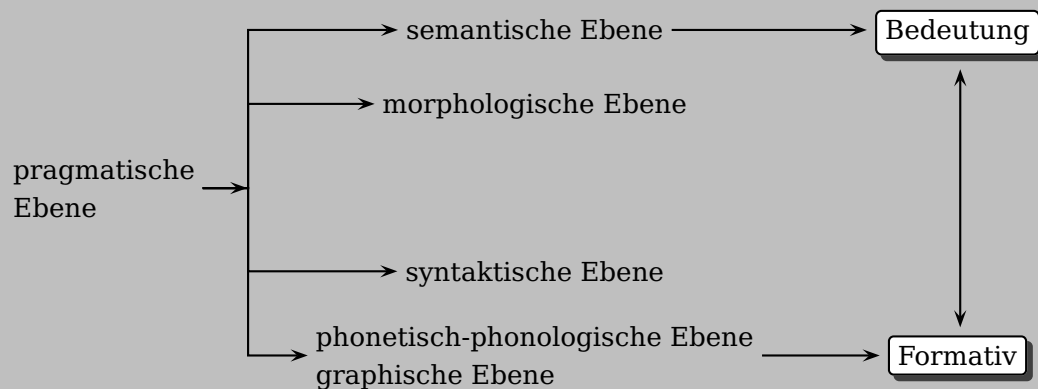 semantische Ebene
Bedeutung
morphologische Ebene
pragmatische
Ebene
syntaktische Ebene
phonetisch-phonologische Ebene
graphische Ebene
Formativ